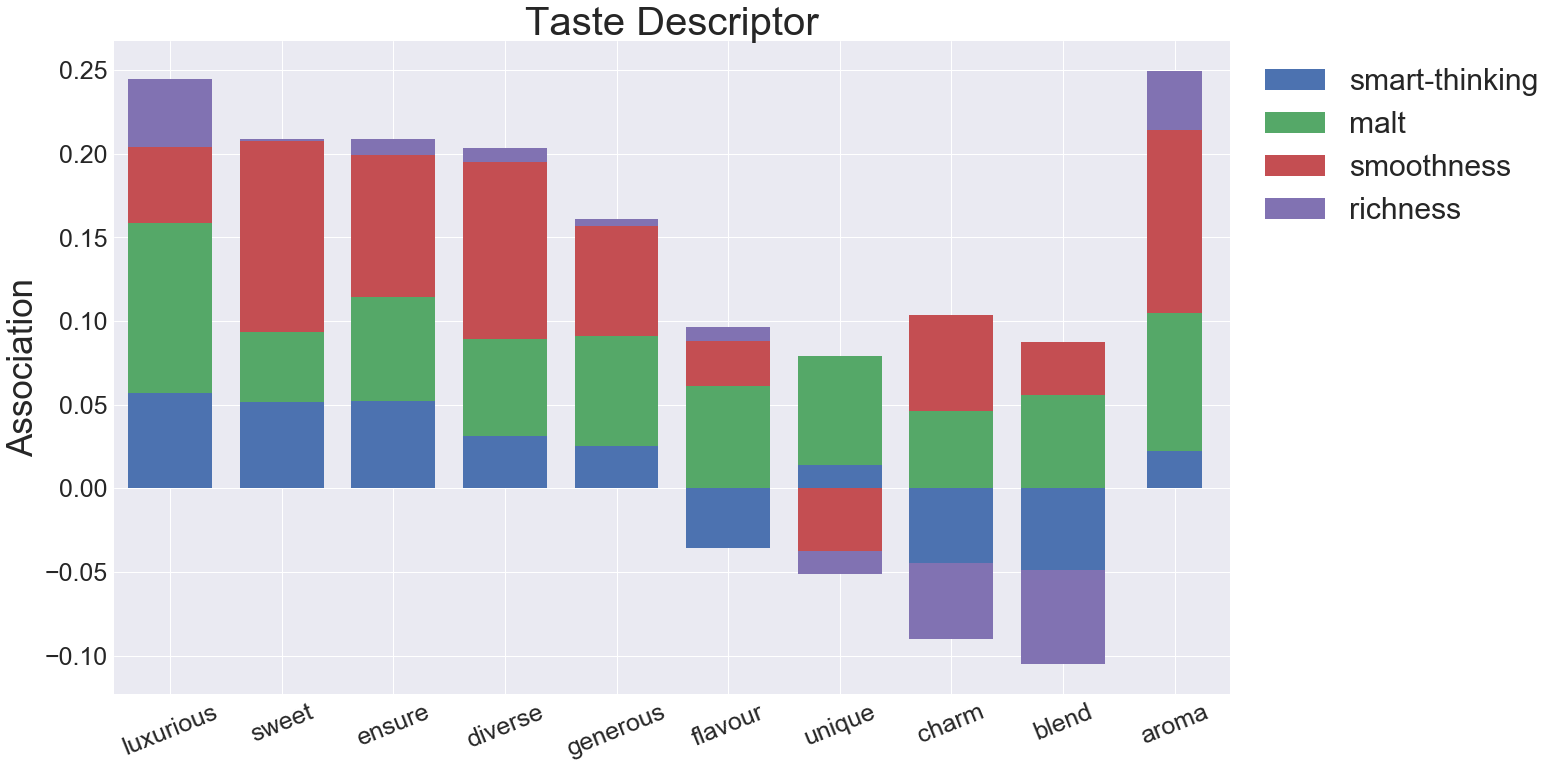 Taste Descriptor
Association
0.25
0.20
0.15
0.10
0.05
0.00
−0.05
−0.10
luxurious
sweet
ensure
diverse
generous
flavour
unique
charm
blend
aroma
smart-thinking
malt
smoothness
richness